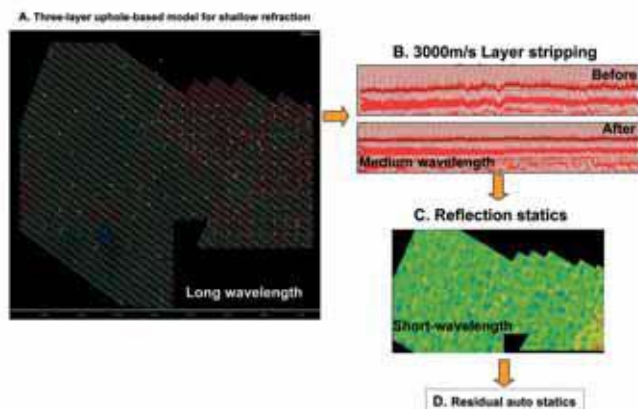 A. Three-layer uphole-based model for shallow refraction
Long wavelength
B. 3000m/s Layer stripping
Before
After
Medium wavelength
C. Reflection statics
Short-wavelength
D. Residual auto statics